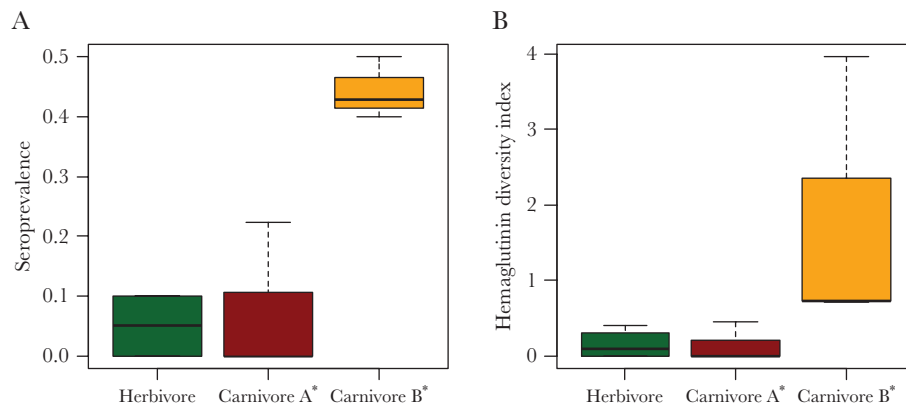 A
Seroprevalence
0.5
0.4
0.3
0.2
0.1
0.0
Herbivore Carnivore A* Carnivore B*
B
Hemaglutinin diversity index
4
3
2
1
0
Herbivore Carnivore A* Carnivore B*